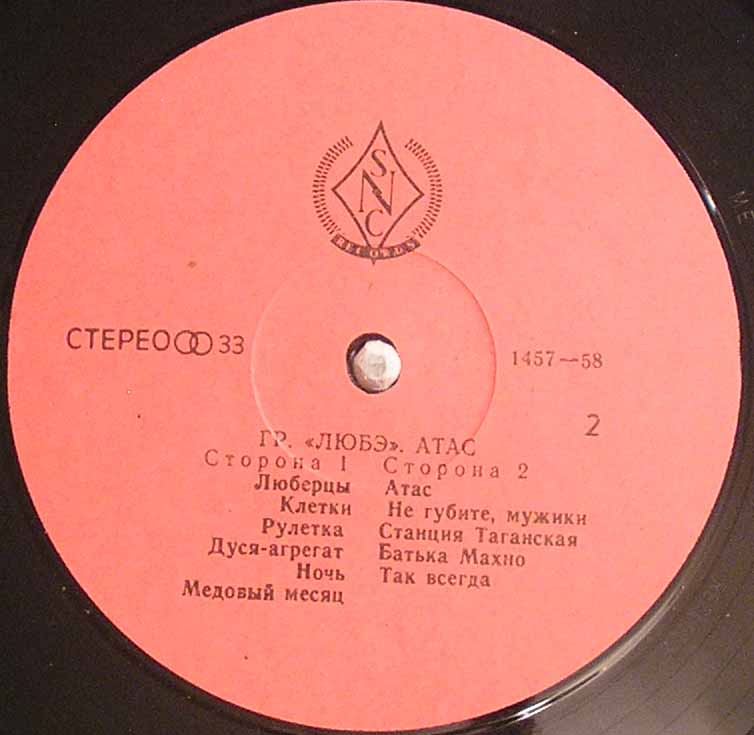 SNC
RECORDS
СТЕРЕО 33
1457—58
2
ГР. «ЛЮБЭ». АТАС
Сторона 1 Сторона 2
Люберцы Атас
Клетки Не губите, мужики
Рулетка Станция Таганская
Дуся-агрегат Батька Махно
Ночь Так всегда
Медовый месяц